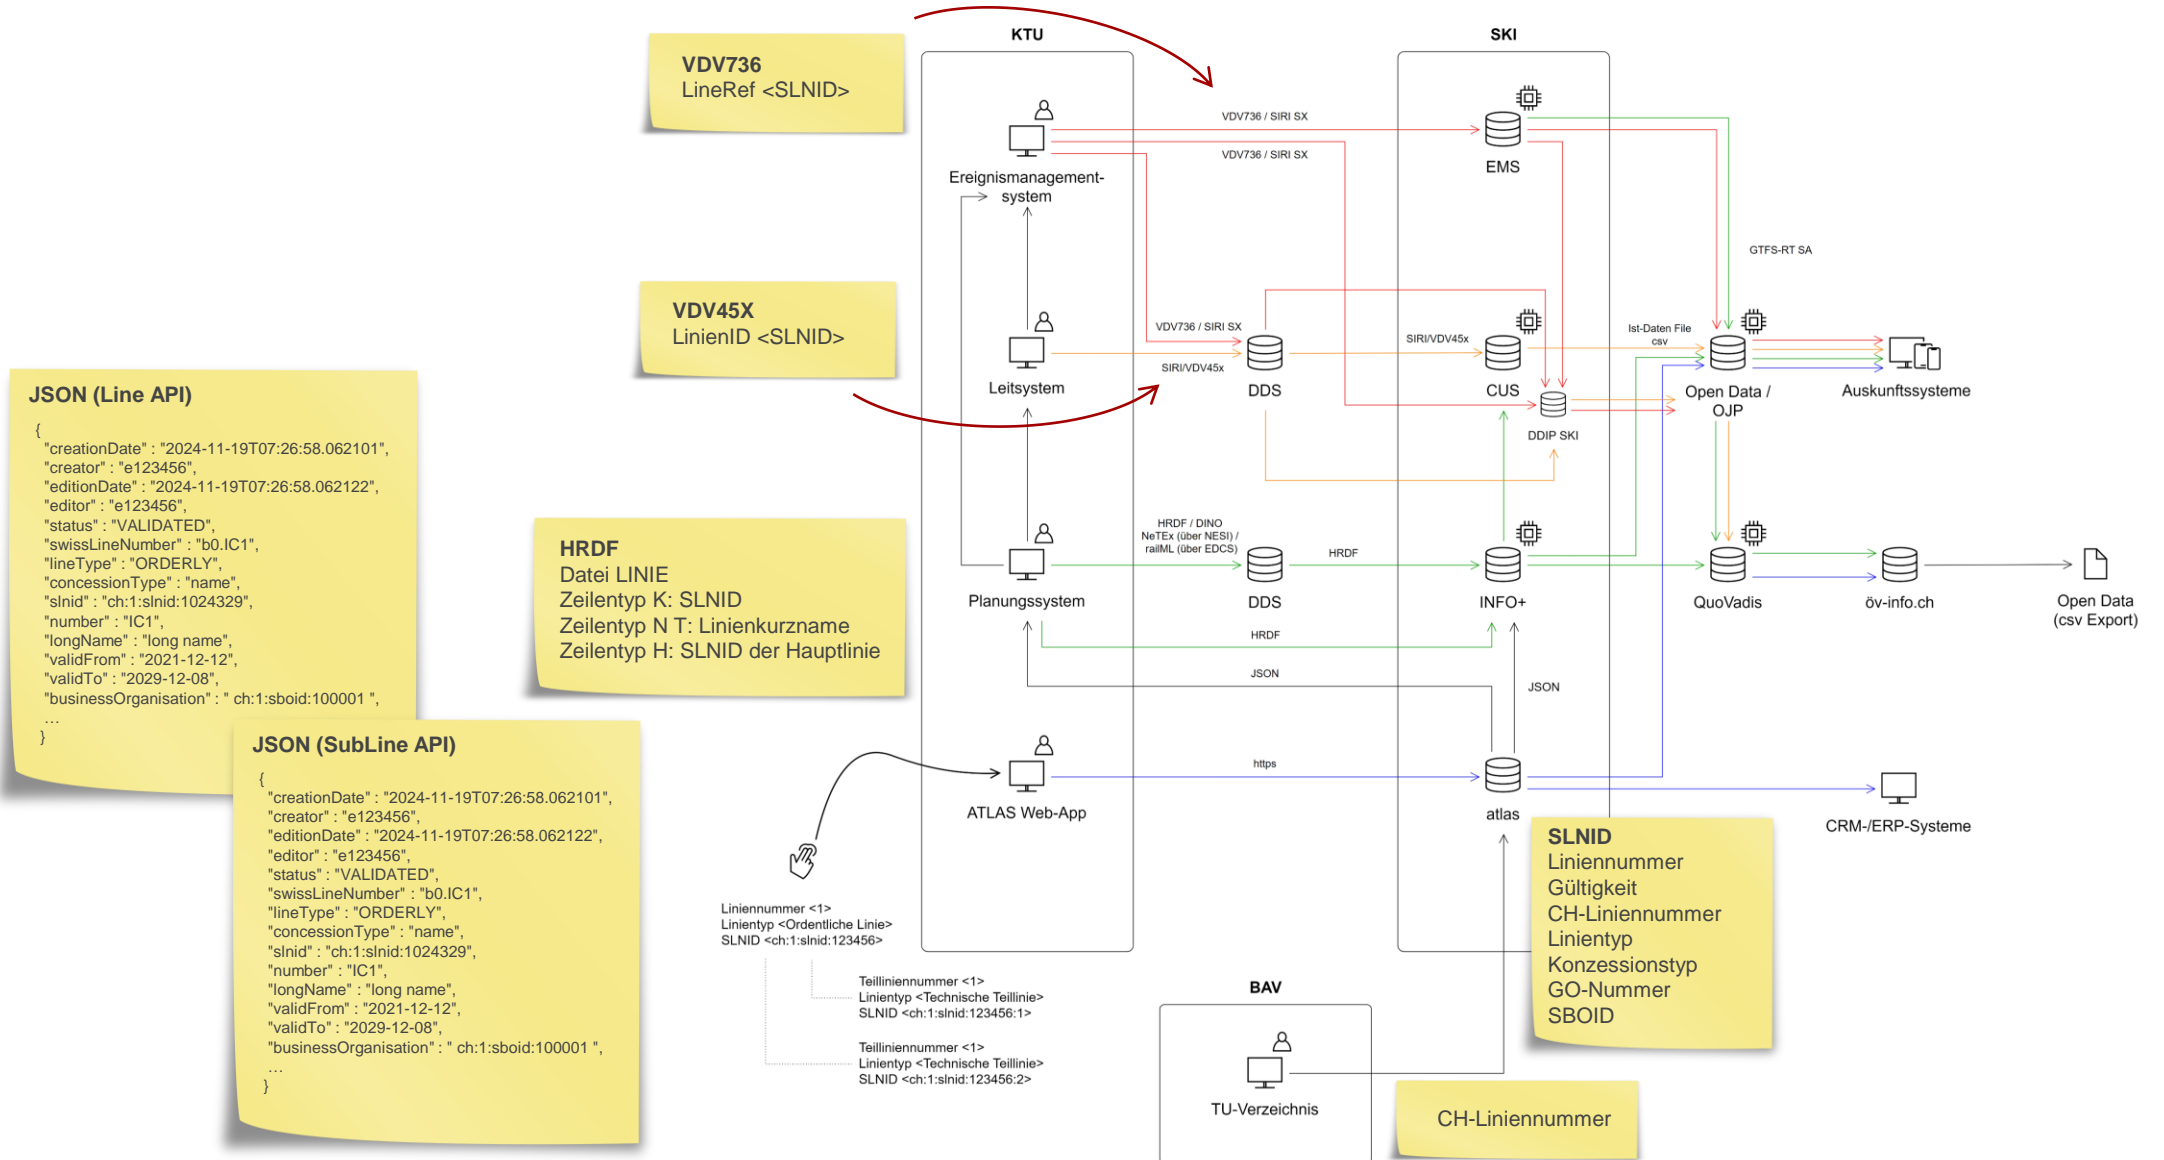 KTU
SKI
VDV736
LineRef <SLNID>
VDV736 / SIRI SX
VDV736 / SIRI SX
EMS
Ereignismanagement-
system
GTFS-RT SA
VDV45X
LinienID <SLNID>
VDV736 / SIRI SX
SIRI/VDV45x
SIRI/VDV45x
Ist-Daten File
csv
Leitsystem
DDS
CUS
Open Data /
OJP
Auskunftssysteme
DDIP SKI
JSON (Line API)
{
"creationDate" : "2024-11-19T07:26:58.062101",
"creator" : "e123456",
"editionDate" : "2024-11-19T07:26:58.062122",
"editor" : "e123456",
"status" : "VALIDATED",
"swissLineNumber" : "b0.IC1",
"lineType" : "ORDERLY",
"concessionType" : "name",
"slnid" : "ch:1:slnid:1024329",
"number" : "IC1",
"longName" : "long name",
"validFrom" : "2021-12-12",
"validTo" : "2029-12-08",
"businessOrganisation" : " ch:1:sboid:100001 ",
…
}
HRDF
Datei LINIE
Zeilentyp K: SLNID
Zeilentyp N T: Linienkurzname
Zeilentyp H: SLNID der Hauptlinie
HRDF / DINO
NeTEx (über NESI) /
railML (über EDCS)
HRDF
Planungssystem
DDS
INFO+
QuoVadis
öv-info.ch
Open Data
(csv Export)
HRDF
JSON
JSON
JSON (SubLine API)
{
"creationDate" : "2024-11-19T07:26:58.062101",
"creator" : "e123456",
"editionDate" : "2024-11-19T07:26:58.062122",
"editor" : "e123456",
"status" : "VALIDATED",
"swissLineNumber" : "b0.IC1",
"lineType" : "ORDERLY",
"concessionType" : "name",
"slnid" : "ch:1:slnid:1024329",
"number" : "IC1",
"longName" : "long name",
"validFrom" : "2021-12-12",
"validTo" : "2029-12-08",
"businessOrganisation" : " ch:1:sboid:100001 ",
…
}
https
ATLAS Web-App
atlas
CRM-/ERP-Systeme
SLNID
Liniennummer
Gültigkeit
CH-Liniennummer
Linientyp
Konzessionstyp
GO-Nummer
SBOID
Liniennummer <1>
Linientyp <Ordentliche Linie>
SLNID <ch:1:slnid:123456>
Teilliniennummer <1>
Linientyp <Technische Teillinie>
SLNID <ch:1:slnid:123456:1>
Teilliniennummer <1>
Linientyp <Technische Teillinie>
SLNID <ch:1:slnid:123456:2>
BAV
TU-Verzeichnis
CH-Liniennummer